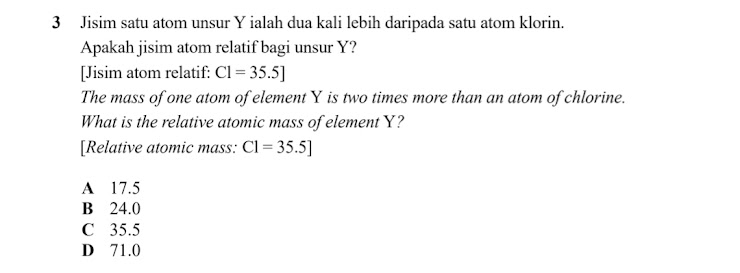 3 Jisim satu atom unsur Y ialah dua kali lebih daripada satu atom klorin.
Apakah jisim atom relatif bagi unsur Y?
[Jisim atom relatif: Cl = 35.5]
The mass of one atom of element Y is two times more than an atom of chlorine.
What is the relative atomic mass of element Y?
[Relative atomic mass: Cl = 35.5]
A 17.5
B 24.0
C 35.5
D 71.0